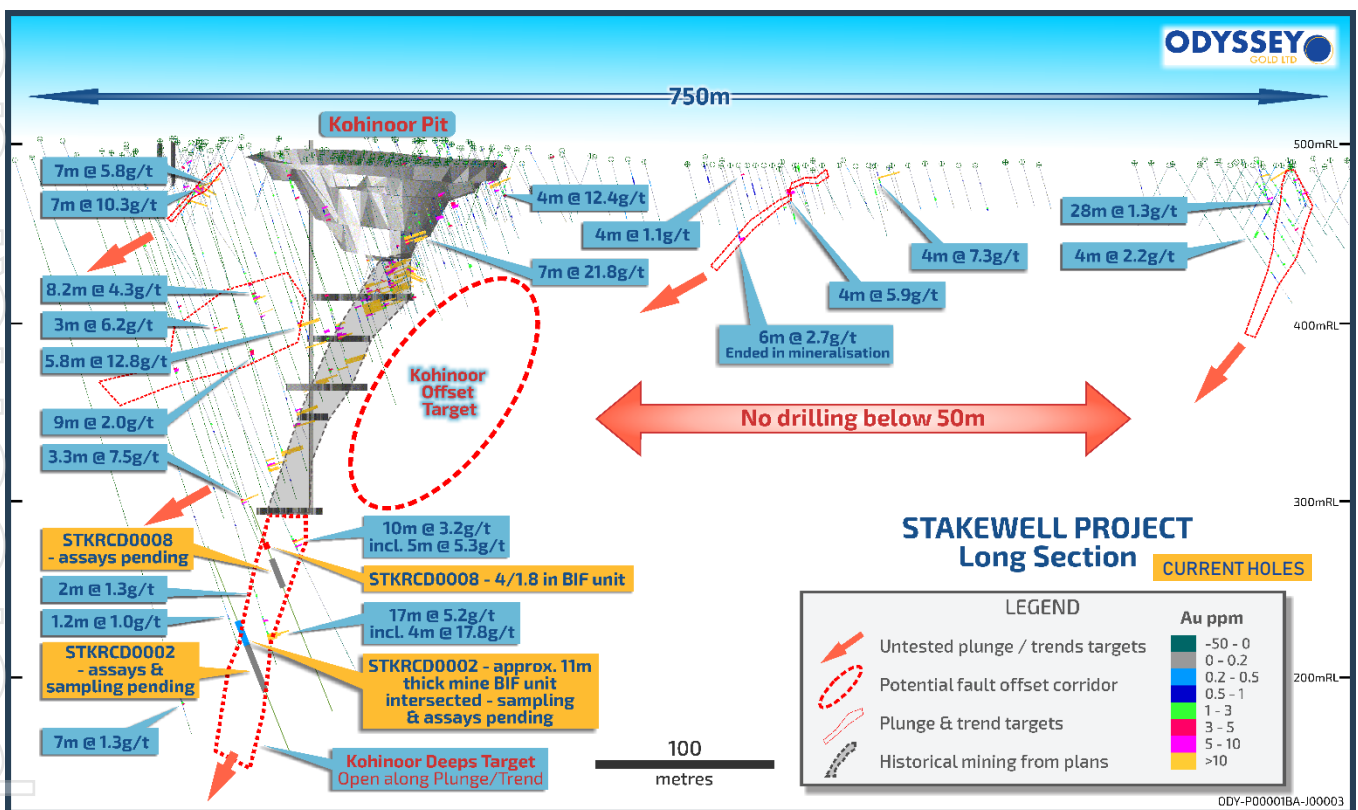 ODYSSEY
GOLD LTD
750m
Kohinoor Pit
500mRL
7m @ 5.8g/t
7m @ 10.3g/t
4m @ 12.4g/t
4m @ 1.1g/t
28m @ 1.3g/t
4m @ 7.3g/t
4m @ 2.2g/t
7m @ 21.8g/t
8.2m @ 4.3g/t
4m @ 5.9g/t
3m @ 6.2g/t
400mRL
5.8m @ 12.8g/t
6m @ 2.7g/t
Ended in mineralisation
Kohinoor
Offset
Target
9m @ 2.0g/t
No drilling below 50m
3.3m @ 7.5g/t
300mRL
STKRCD0008
- assays pending
10m @ 3.2g/t
incl. 5m @ 5.3g/t
STAKEWELL PROJECT
Long Section
CURRENT HOLES
STKRCD0008 - 4/1.8 in BIF unit
2m @ 1.3g/t
1.2m @ 1.0g/t
17m @ 5.2g/t
incl. 4m @ 17.8g/t
STKRCD0002
- assays &
sampling pending
STKRCD0002 - approx. 11m
thick mine BIF unit
intersected - sampling
& assays pending
200mRL
7m @ 1.3g/t
Kohinoor Deeps Target
Open along Plunge/Trend
100
metres
LEGEND
Untested plunge / trends targets
Potential fault offset corridor
Plunge & trend targets
Historical mining from plans
Au ppm
-50 - 0
0 - 0.2
0.2 - 0.5
0.5 - 1
1 - 3
3 - 5
5 - 10
>10
ODY-P00001BA-J00003